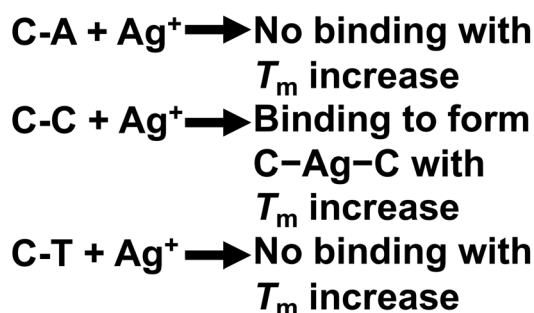 C-A + Ag⁺ → No binding with
Tm increase
C-C + Ag⁺ → Binding to form
C−Ag−C with
Tm increase
C-T + Ag⁺ → No binding with
Tm increase